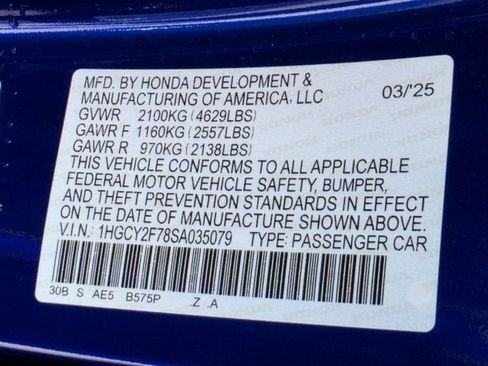 MFD. BY HONDA DEVELOPMENT &
MANUFACTURING OF AMERICA, LLC 03/'25
GVWR 2100KG (4629LBS)
GAWR F 1160KG (2557LBS)
GAWR R 970KG (2138LBS)
THIS VEHICLE CONFORMS TO ALL APPLICABLE
FEDERAL MOTOR VEHICLE SAFETY, BUMPER,
AND THEFT PREVENTION STANDARDS IN EFFECT
ON THE DATE OF MANUFACTURE SHOWN ABOVE.
V.I.N.: 1HGCY2F78SA035079 TYPE: PASSENGER CAR
30B S AE5 B575P .Z .A